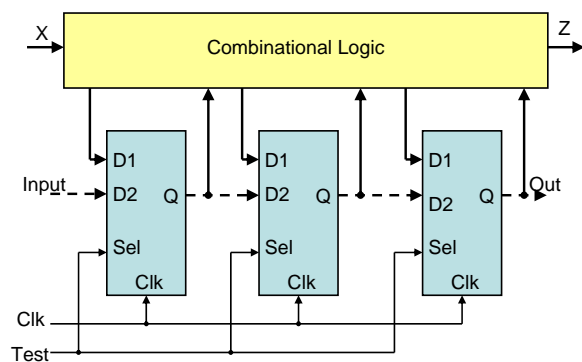 X
Z
Combinational Logic
D1
D1
D1
Input
D2
Q
D2
Q
D2
Q
Out
Sel
Sel
Sel
Clk
Clk
Clk
Clk
Test